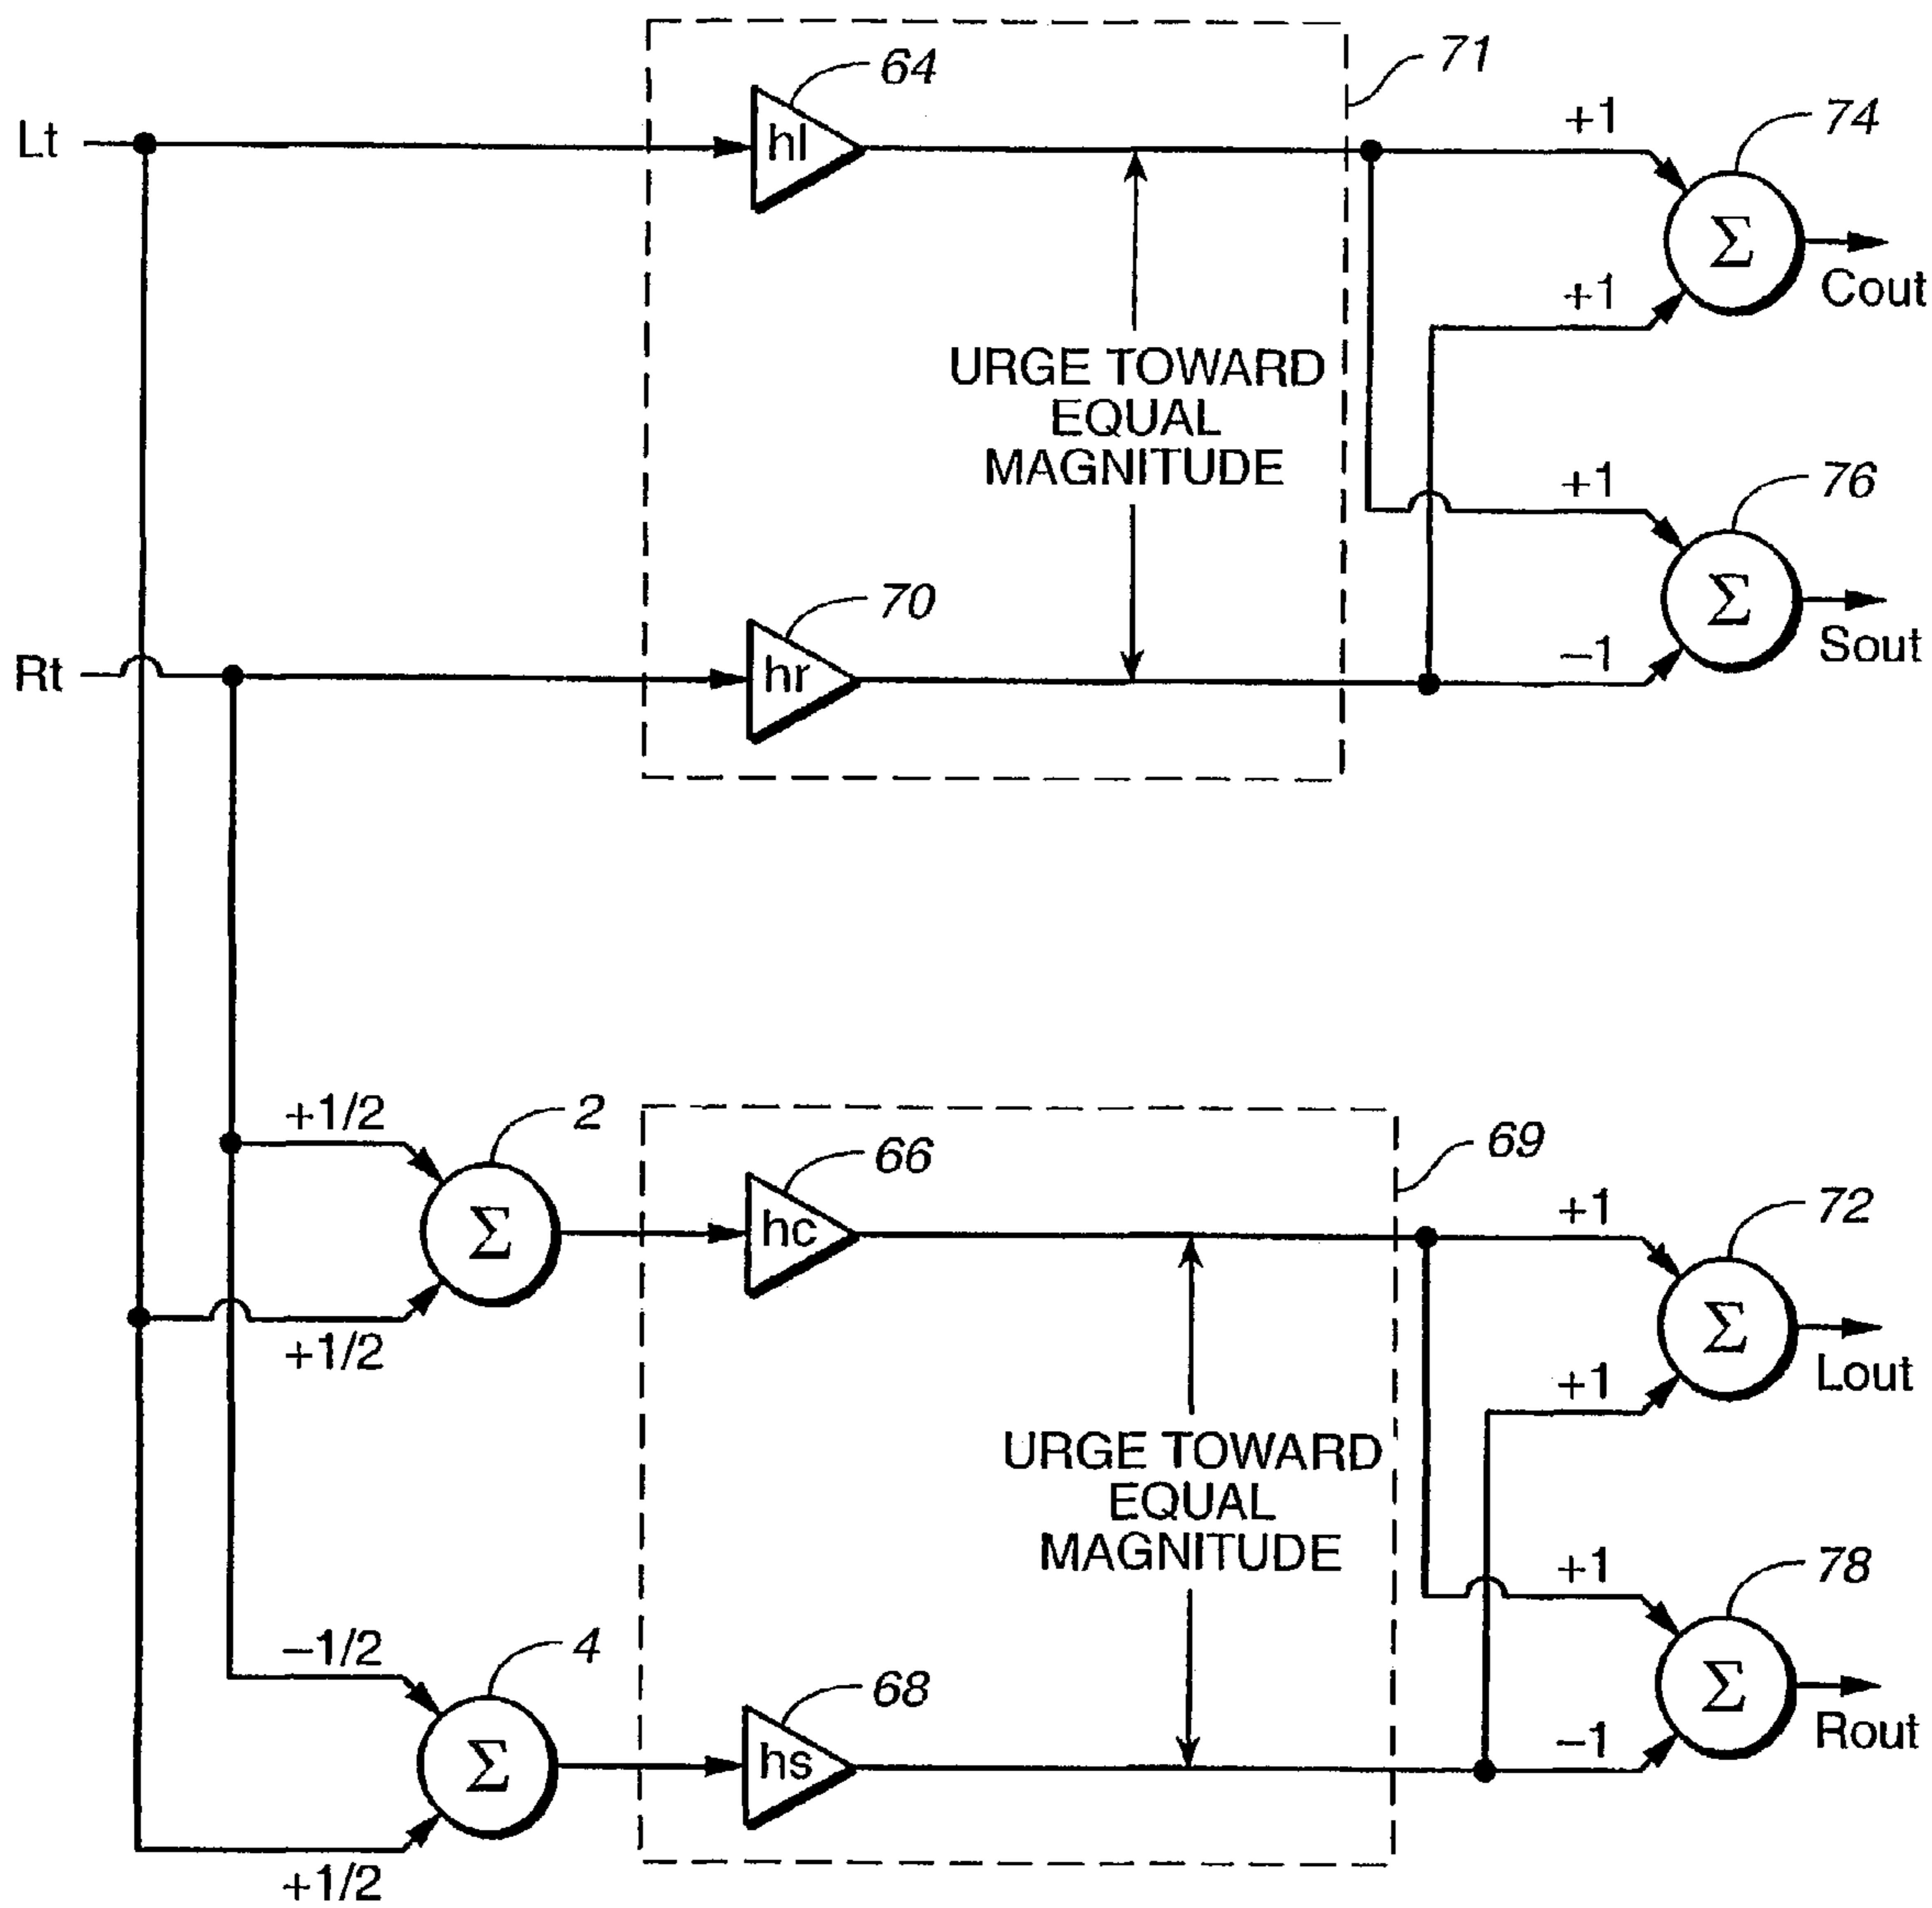 64
71
+1
74
Lt
hl
Σ
+1
Cout
URGE TOWARD
EQUAL
MAGNITUDE
+1
76
70
Σ
Rt
hr
−1
Sout
+1/2
2
66
69
+1
72
Σ
hc
Σ
+1/2
+1
Lout
URGE TOWARD
EQUAL
MAGNITUDE
+1
78
−1/2
4
68
Σ
Σ
hs
−1
Rout
+1/2